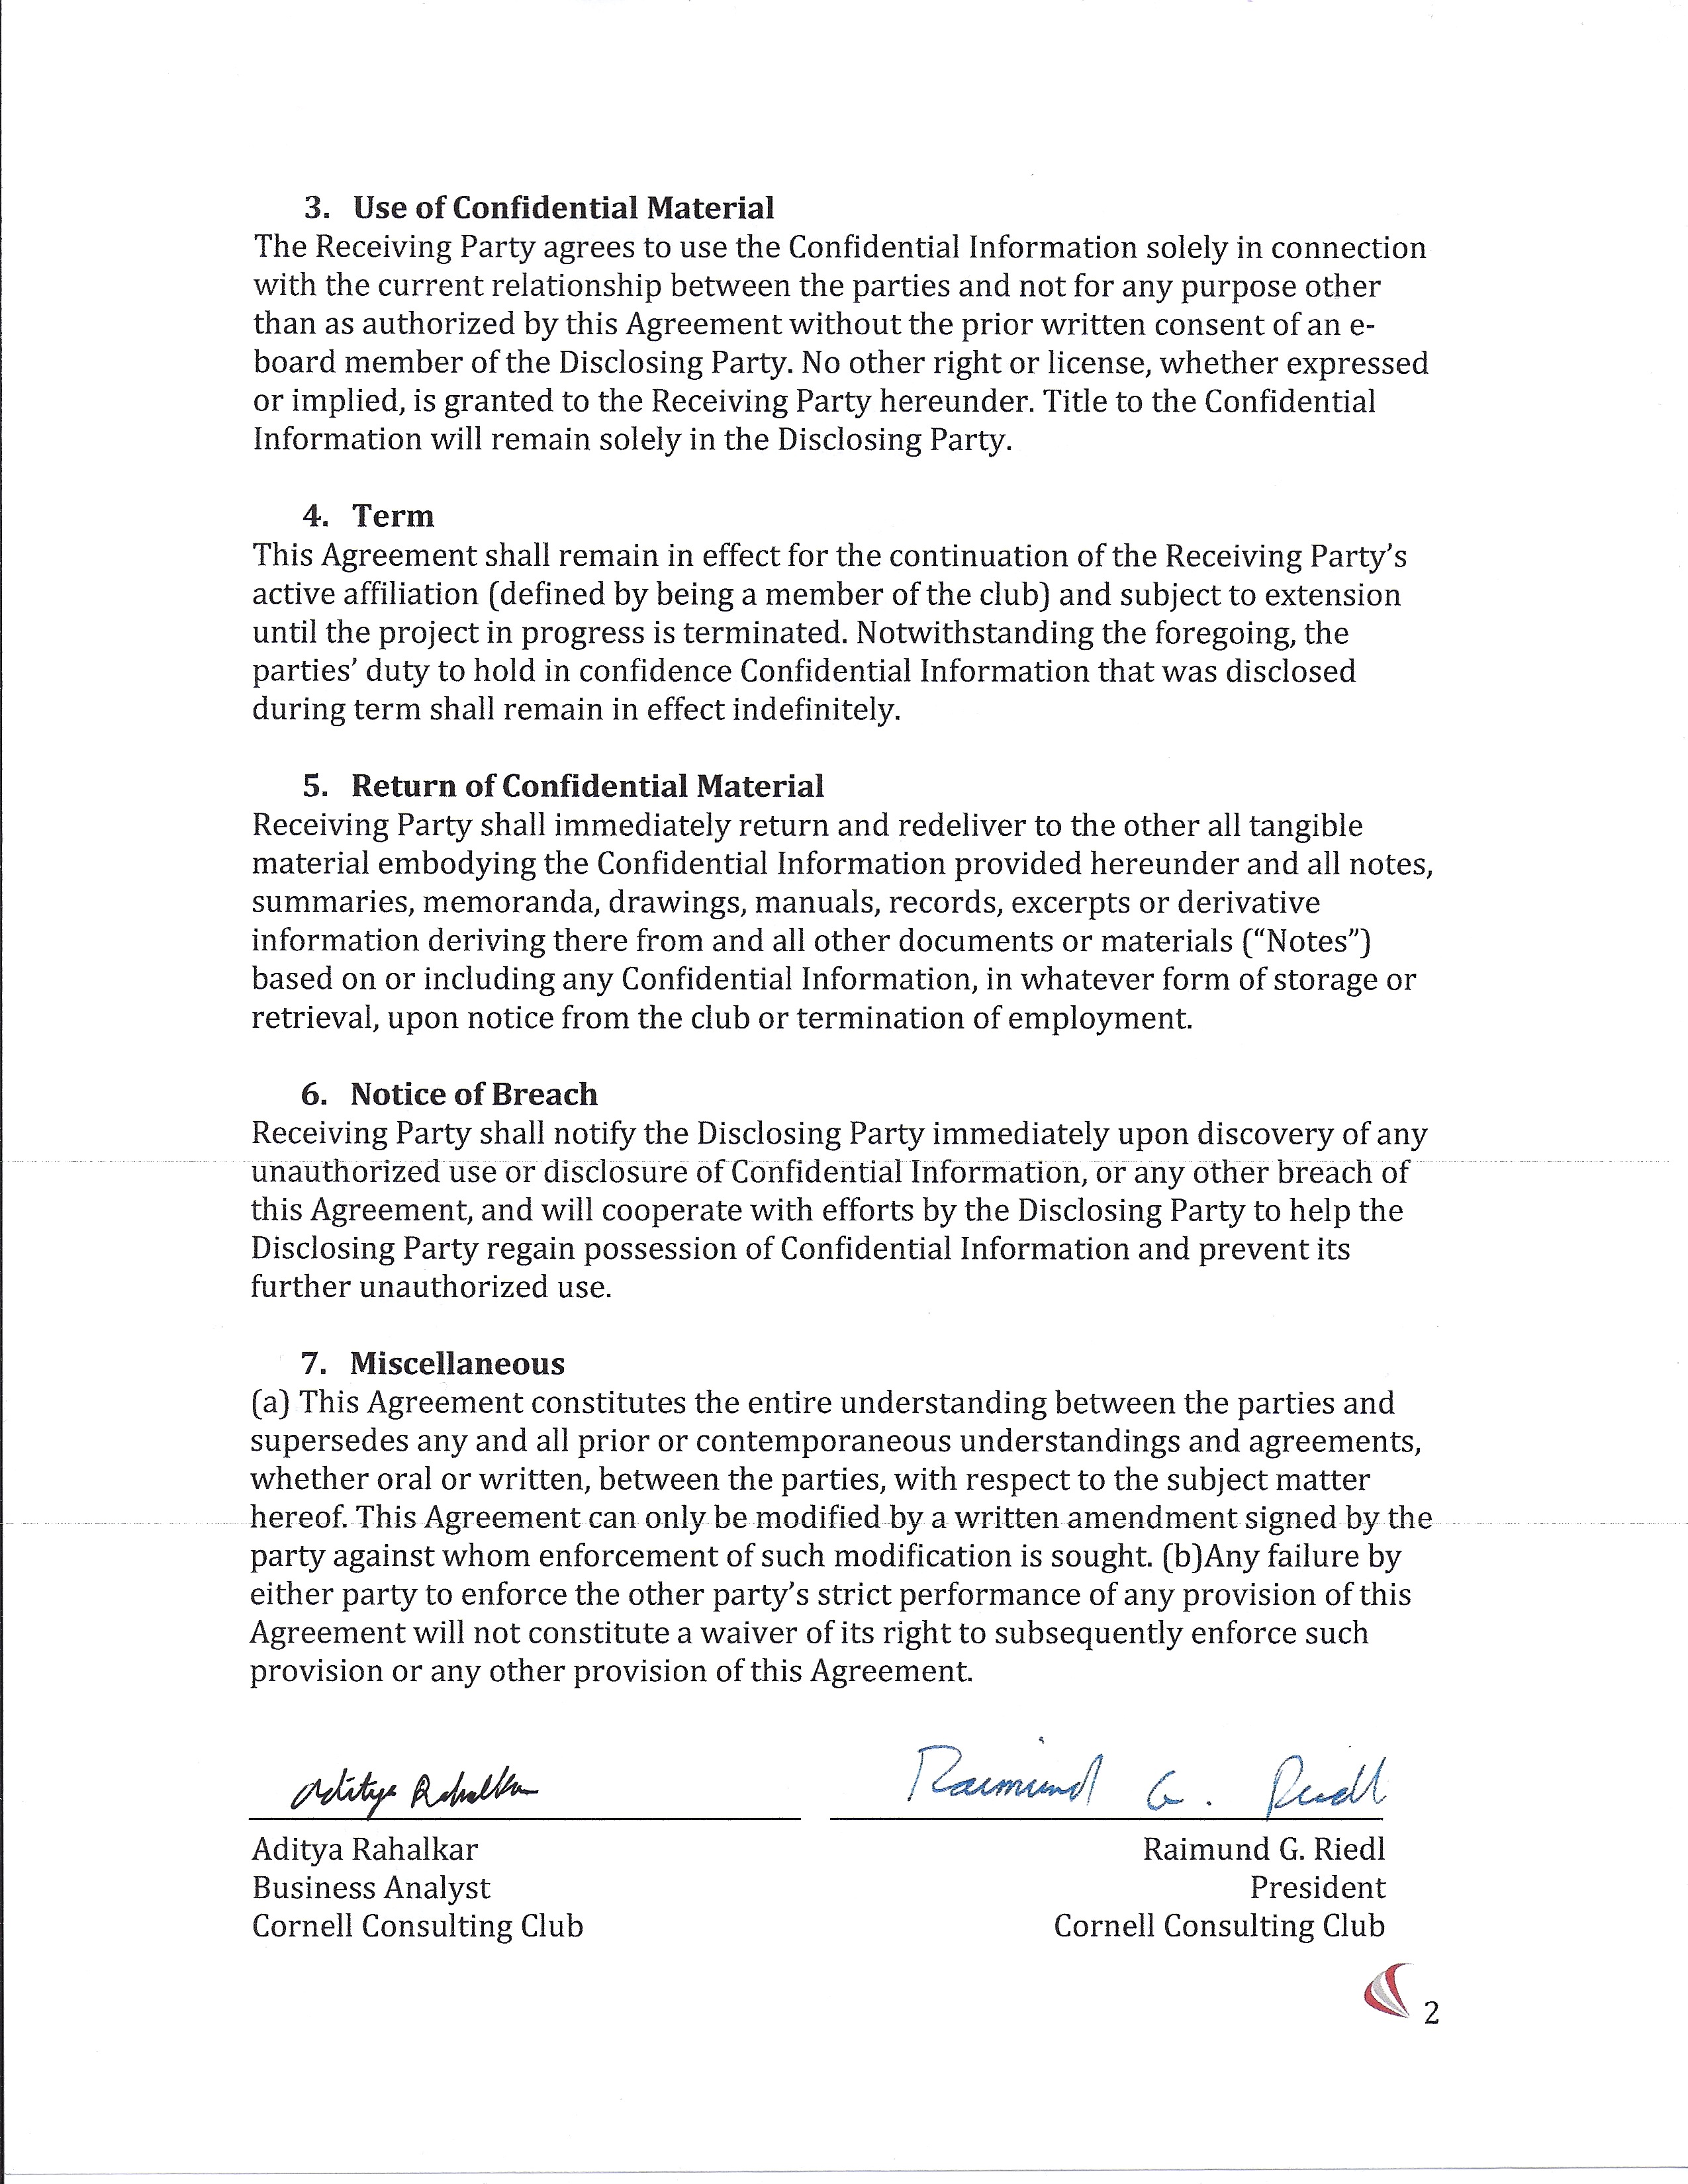 3. Use of Confidential Material
The Receiving Party agrees to use the Confidential Information solely in connection
with the current relationship between the parties and not for any purpose other
than as authorized by this Agreement without the prior written consent of an e-
board member of the Disclosing Party. No other right or license, whether expressed
or implied, is granted to the Receiving Party hereunder. Title to the Confidential
Information will remain solely in the Disclosing Party.
4. Term
This Agreement shall remain in effect for the continuation of the Receiving Party’s
active affiliation (defined by being a member of the club) and subject to extension
until the project in progress is terminated. Notwithstanding the foregoing, the
parties’ duty to hold in confidence Confidential Information that was disclosed
during term shall remain in effect indefinitely.
5. Return of Confidential Material
Receiving Party shall immediately return and redeliver to the other all tangible
material embodying the Confidential Information provided hereunder and all notes,
summaries, memoranda, drawings, manuals, records, excerpts or derivative
information deriving there from and all other documents or materials (“Notes”)
based on or including any Confidential Information, in whatever form of storage or
retrieval, upon notice from the club or termination of employment.
6. Notice of Breach
Receiving Party shall notify the Disclosing Party immediately upon discovery of any
unauthorized use or disclosure of Confidential Information, or any other breach of
this Agreement, and will cooperate with efforts by the Disclosing Party to help the
Disclosing Party regain possession of Confidential Information and prevent its
further unauthorized use.
7. Miscellaneous
(a) This Agreement constitutes the entire understanding between the parties and
supersedes any and all prior or contemporaneous understandings and agreements,
whether oral or written, between the parties, with respect to the subject matter
hereof. This Agreement can only be modified by a written amendment signed by the
party against whom enforcement of such modification is sought. (b)Any failure by
either party to enforce the other party’s strict performance of any provision of this
Agreement will not constitute a waiver of its right to subsequently enforce such
provision or any other provision of this Agreement.
Aditya Rahalkar Raimund G. Riedl
Aditya Rahalkar Raimund G. Riedl
Business Analyst President
Cornell Consulting Club Cornell Consulting Club
2